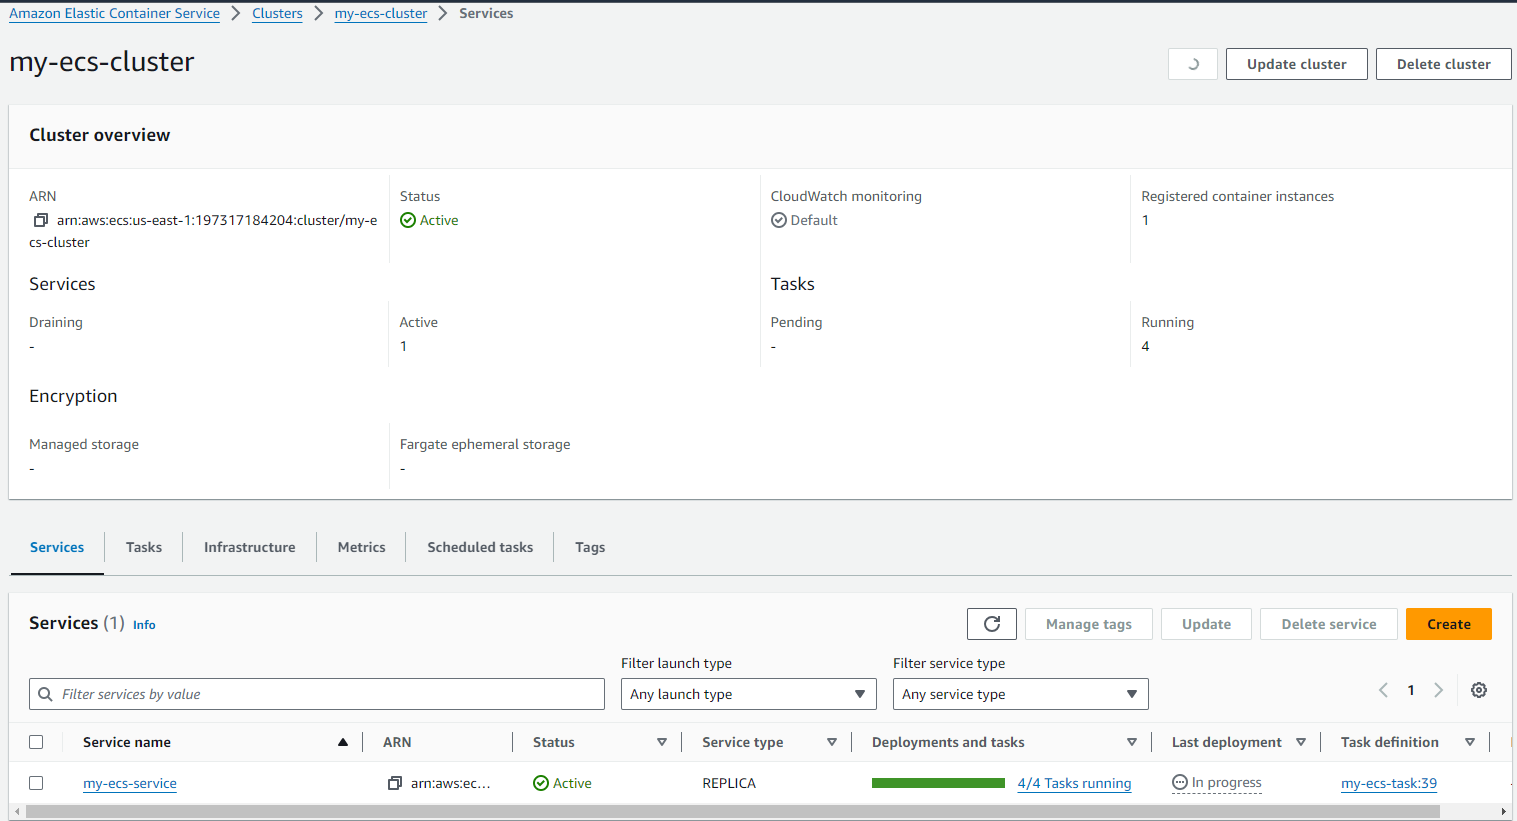 Amazon Elastic Container Service > Clusters > my-ecs-cluster > Services
my-ecs-cluster
Update cluster
Delete cluster
Cluster overview
ARN
arn:aws:ecs:us-east-1:197317184204:cluster/my-e
cs-cluster
Status
Active
CloudWatch monitoring
Default
Registered container instances
1
Services
Tasks
Draining
-
Active
1
Pending
-
Running
4
Encryption
Managed storage
-
Fargate ephemeral storage
-
Services Tasks Infrastructure Metrics Scheduled tasks Tags
Services (1) Info
Manage tags
Update
Delete service
Create
Filter launch type
Filter service type
Filter services by value
Any launch type
Any service type
1
Service name ARN Status Service type Deployments and tasks Last deployment Task definition
my-ecs-service arn:aws:ec... Active REPLICA 4/4 Tasks running In progress my-ecs-task:39